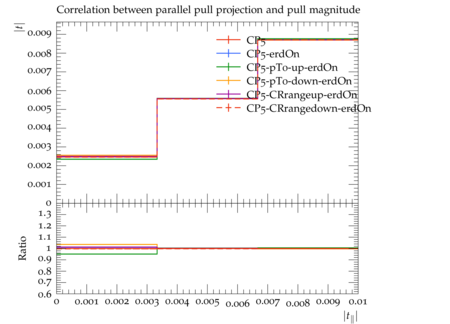 Correlation between parallel pull projection and pull magnitude
|t|
0.009
0.008
0.007
0.006
0.005
0.004
0.003
0.002
0.001
0
CP5
CP5-erdOn
CP5-pTo-up-erdOn
CP5-pTo-down-erdOn
CP5-CRrangeup-erdOn
CP5-CRrangedown-erdOn
Ratio
1.3
1.2
1.1
1
0.9
0.8
0.7
0.6
0 0.001 0.002 0.003 0.004 0.005 0.006 0.007 0.008 0.009 0.01
|t∥|